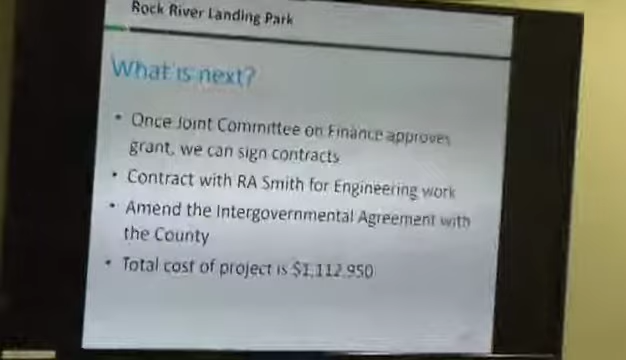 Rock River Landing Park
What is next?
• Once Joint Committee on Finance approves
grant, we can sign contracts
• Contract with RA Smith for Engineering work
• Amend the Intergovernmental Agreement with
the County
• Total cost of project is $1,112,950